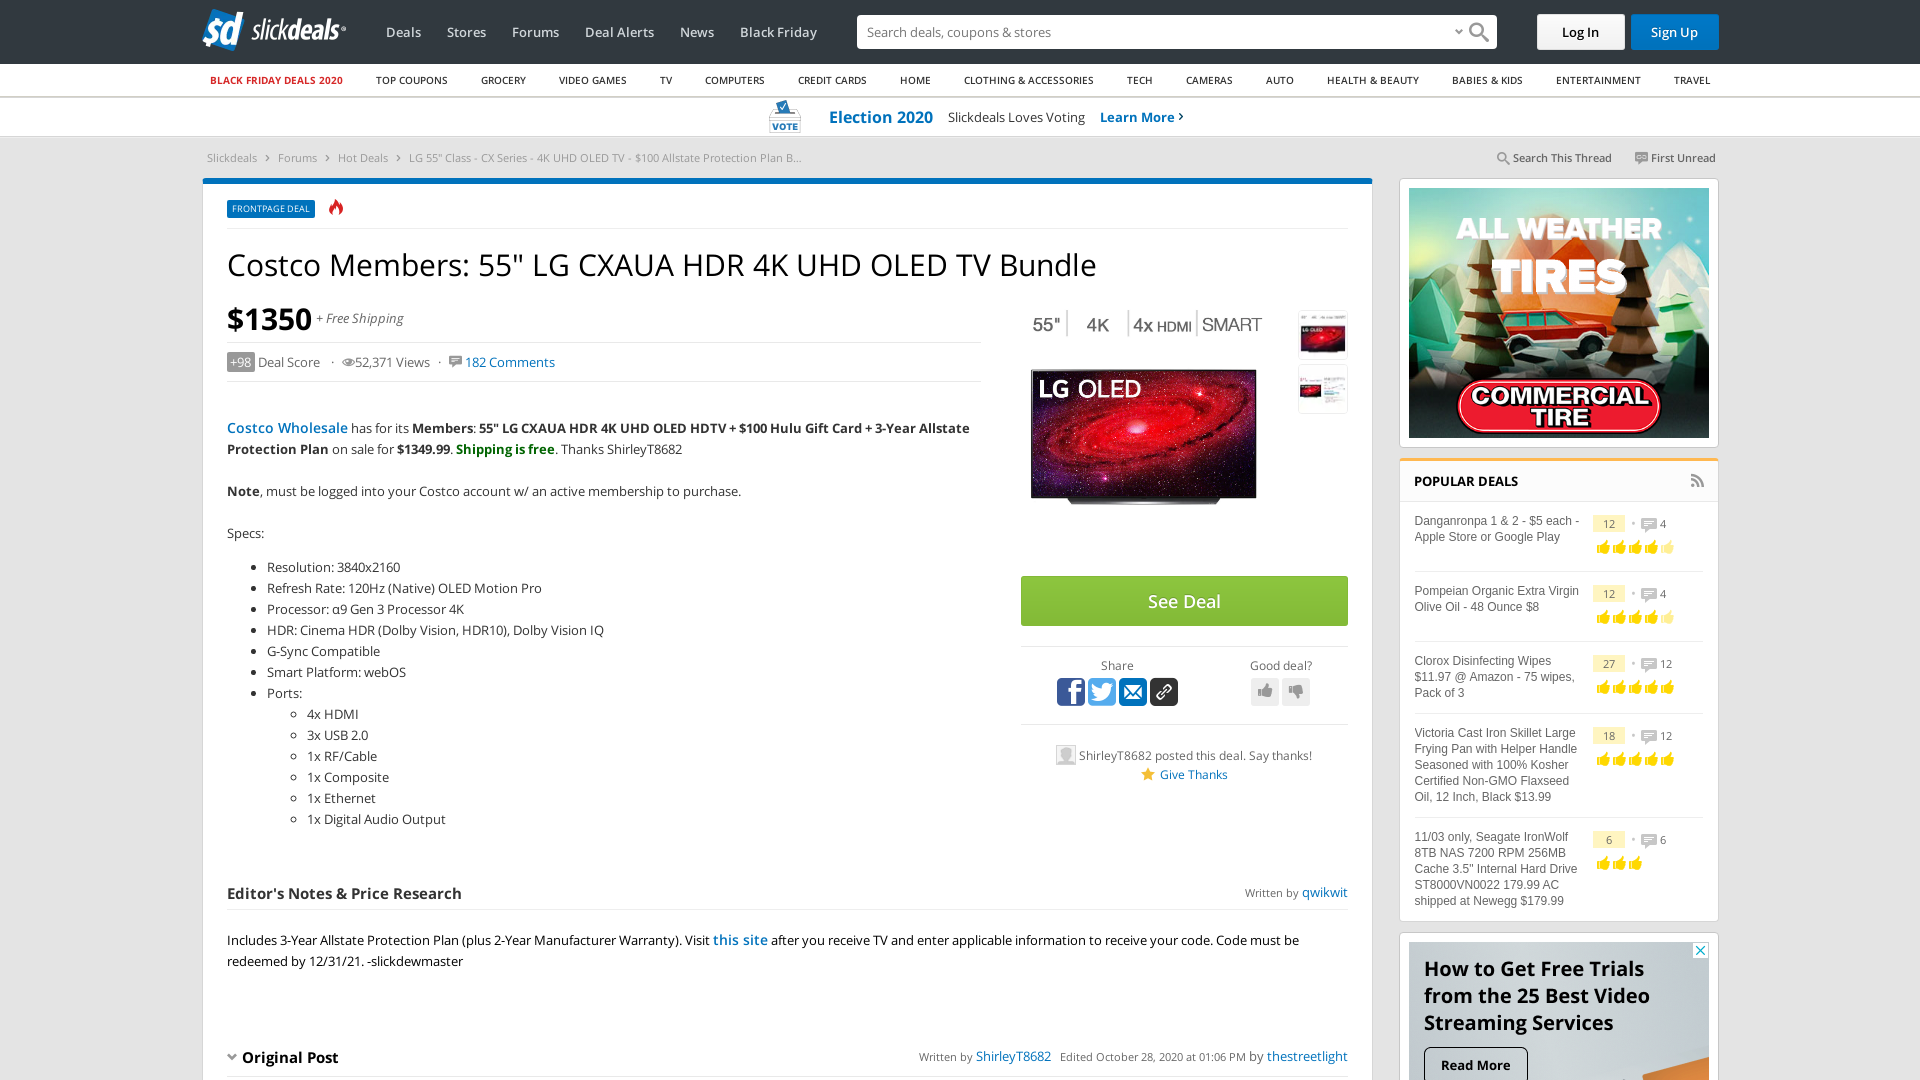 sd slickdeals
Deals
Stores
Forums
Deal Alerts
News
Black Friday
Search deals, coupons & stores
Log In
Sign Up
BLACK FRIDAY DEALS 2020
TOP COUPONS
GROCERY
VIDEO GAMES
TV
COMPUTERS
CREDIT CARDS
HOME
CLOTHING & ACCESSORIES
TECH
CAMERAS
AUTO
HEALTH & BEAUTY
BABIES & KIDS
ENTERTAINMENT
TRAVEL
VOTE
Election 2020 Slickdeals Loves Voting Learn More
Slickdeals > Forums > Hot Deals > LG 55" Class - CX Series - 4K UHD OLED TV - $100 Allstate Protection Plan B...
Search This Thread
First Unread
FRONTPAGE DEAL
Costco Members: 55" LG CXAUA HDR 4K UHD OLED TV Bundle
$1350 + Free Shipping
+98 Deal Score · 52,371 Views · 182 Comments
Costco Wholesale has for its Members: 55" LG CXAUA HDR 4K UHD OLED HDTV + $100 Hulu Gift Card + 3-Year Allstate
Protection Plan on sale for $1349.99. Shipping is free. Thanks ShirleyT8682
Note, must be logged into your Costco account w/ an active membership to purchase.
Specs:
Resolution: 3840x2160
Refresh Rate: 120Hz (Native) OLED Motion Pro
Processor: α9 Gen 3 Processor 4K
HDR: Cinema HDR (Dolby Vision, HDR10), Dolby Vision IQ
G-Sync Compatible
Smart Platform: webOS
Ports:
4x HDMI
3x USB 2.0
1x RF/Cable
1x Composite
1x Ethernet
1x Digital Audio Output
55" 4K 4x HDMI SMART
LG OLED
See Deal
Share
Good deal?
ShirleyT8682 posted this deal. Say thanks!
Give Thanks
Editor's Notes & Price Research
Written by qwikwit
Includes 3-Year Allstate Protection Plan (plus 2-Year Manufacturer Warranty). Visit this site after you receive TV and enter applicable information to receive your code. Code must be
redeemed by 12/31/21. -slickdewmaster
Original Post
Written by ShirleyT8682 Edited October 28, 2020 at 01:06 PM by thestreetlight
ALL WEATHER
TIRES
COMMERCIAL
TIRE
POPULAR DEALS
Danganronpa 1 & 2 - $5 each -
Apple Store or Google Play
12 • 4
Pompeian Organic Extra Virgin
Olive Oil - 48 Ounce $8
12 • 4
Clorox Disinfecting Wipes
$11.97 @ Amazon - 75 wipes,
Pack of 3
27 • 12
Victoria Cast Iron Skillet Large
Frying Pan with Helper Handle
Seasoned with 100% Kosher
Certified Non-GMO Flaxseed
Oil, 12 Inch, Black $13.99
18 • 12
11/03 only, Seagate IronWolf
8TB NAS 7200 RPM 256MB
Cache 3.5" Internal Hard Drive
ST8000VN0022 179.99 AC
shipped at Newegg $179.99
6 • 6
How to Get Free Trials
from the 25 Best Video
Streaming Services
Read More